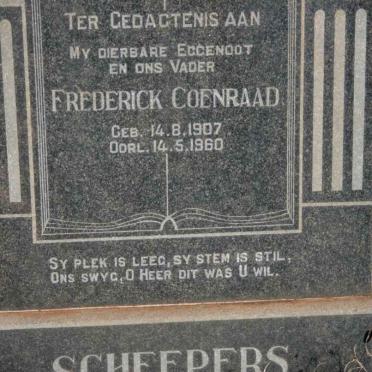 TER GEDAGTENIS AAN
MY DIERBARE EGGENOOT
EN ONS VADER
FREDERICK COENRAAD
GEB. 14.8.1907
OORL. 14.5.1960
SY PLEK IS LEEG, SY STEM IS STIL,
ONS SWYG, O HEER DIT WAS U WIL.
SCHEEPERS